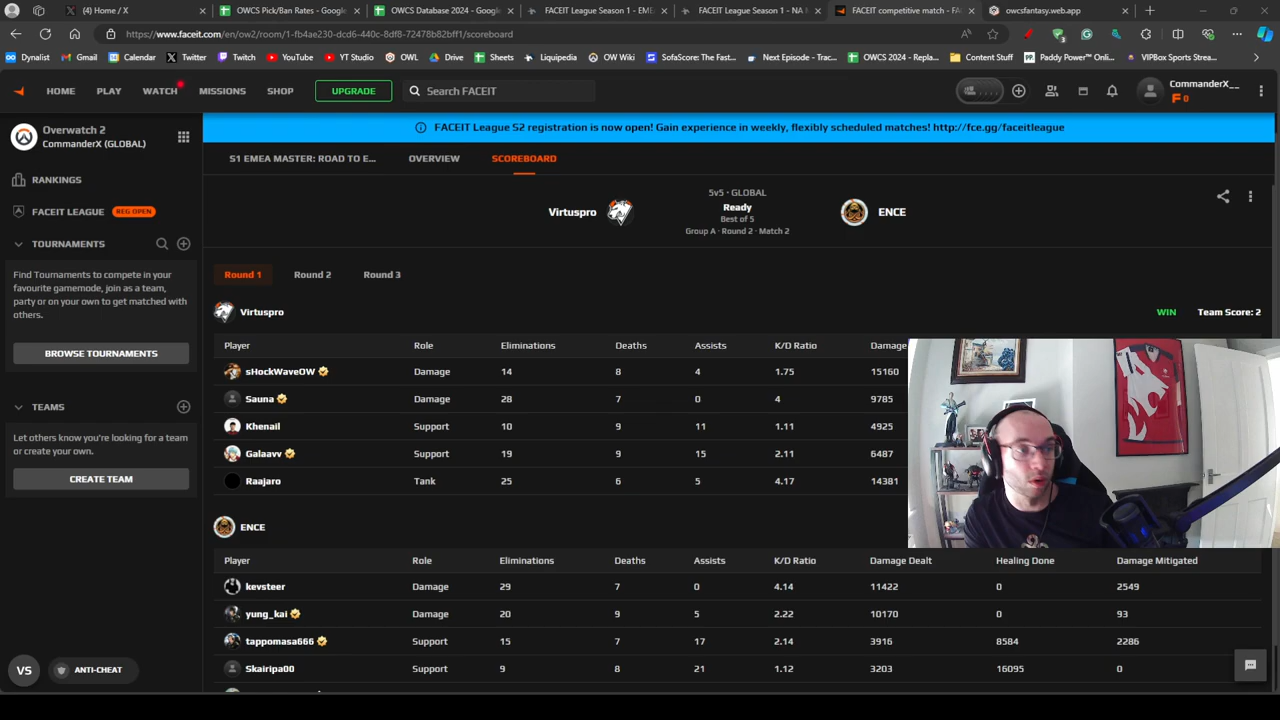 (4) Home / X
OWCS Pick/Ban Rates - Google
OWCS Database 2024 - Google
FACEIT League Season 1 - EME
FACEIT League Season 1 - NA M
FACEIT competitive match - FAC
owcsfantasy.web.app
https://www.faceit.com/en/ow2/room/1-fb4ae230-dcd6-440c-8df8-72478b82bff1/scoreboard
Dynalist
Gmail
Calendar
Twitter
Twitch
YouTube
YT Studio
OWL
Drive
Sheets
Liquipedia
OW Wiki
SofaScore: The Fast...
Next Episode - Trac...
OWCS 2024 - Repla...
Content Stuff
Paddy Power™ Onli...
VIPBox Sports Strea...
HOME
PLAY
WATCH
MISSIONS
SHOP
UPGRADE
Search FACEIT
CommanderX__
F 0
Overwatch 2
CommanderX (GLOBAL)
RANKINGS
FACEIT LEAGUE REG OPEN
TOURNAMENTS
Find Tournaments to compete in your
favourite gamemode, join as a team,
party or on your own to get matched with
others.
BROWSE TOURNAMENTS
TEAMS
Let others know you're looking for a team
or create your own.
CREATE TEAM
VS
ANTI-CHEAT
FACEIT League S2 registration is now open! Gain experience in weekly, flexibly scheduled matches! http://fce.gg/faceitleague
S1 EMEA MASTER: ROAD TO E... OVERVIEW SCOREBOARD
5v5 - GLOBAL
Virtuspro Ready ENCE
Best of 5
Group A · Round 2 · Match 2
Round 1 Round 2 Round 3
Virtuspro WIN Team Score: 2
Player Role Eliminations Deaths Assists K/D Ratio Damage
sHockWaveOW Damage 14 8 4 1.75 15160
Sauna Damage 28 7 0 4 9785
Khenail Support 10 9 11 1.11 4925
Galaavv Support 19 9 15 2.11 6487
Raajaro Tank 25 6 5 4.17 14381
ENCE
Player Role Eliminations Deaths Assists K/D Ratio Damage Dealt Healing Done Damage Mitigated
kevsteer Damage 29 7 0 4.14 11422 0 2549
yung_kai Damage 20 9 5 2.22 10170 0 93
tappomasa666 Support 15 7 17 2.14 3916 8584 2286
Skairipa00 Support 9 8 21 1.12 3203 16095 0